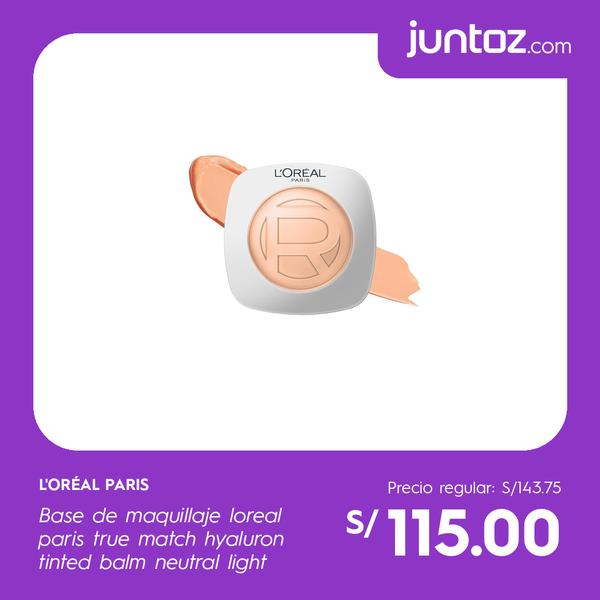 juntoz.com
L'ORÉAL
PARIS
R
L'ORÉAL PARIS
Base de maquillaje loreal
paris true match hyaluron
tinted balm neutral light
Precio regular: S/143.75
S/115.00